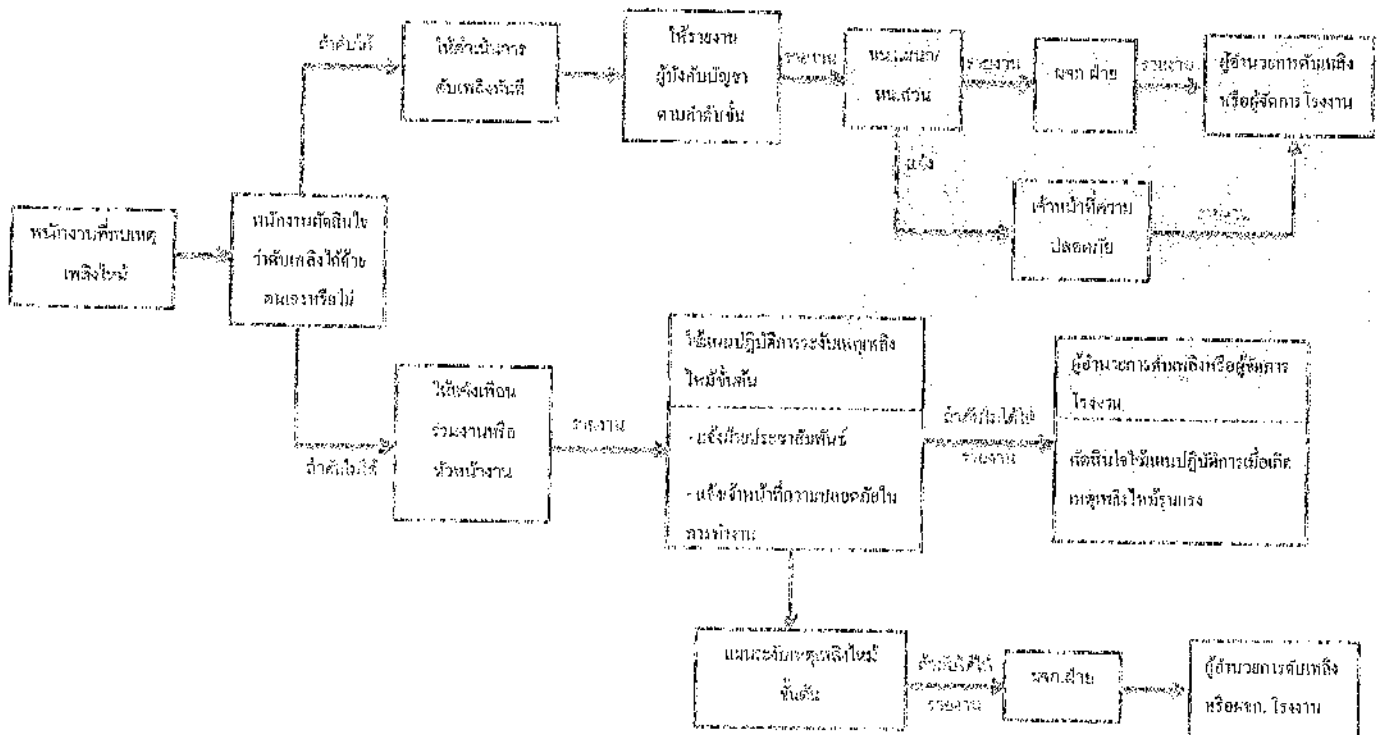 พนักงานที่พบเหตุ
เพลิงไหม้
พนักงานตัดสินใจ
ว่าดับเพลิงได้ด้วย
ตนเองหรือไม่
ถ้าดับได้
ให้ดำเนินการ
ดับเพลิงทันที
ให้รายงาน
ผู้บังคับบัญชา
ตามลำดับชั้น
รายงาน
หน.แผนก/
หน.ส่วน
รายงาน
ผจก ฝ่าย
รายงาน
ผู้อำนวยการดับเพลิง
หรือผู้จัดการโรงงาน
แจ้ง
เจ้าหน้าที่ความ
ปลอดภัย
รายงาน
ถ้าดับไม่ได้
ให้แจ้งเพื่อน
ร่วมงานหรือ
หัวหน้างาน
รายงาน
ใช้แผนปฏิบัติการระงับเหตุเพลิง
ไหม้ขั้นต้น
- แจ้งฝ่ายประชาสัมพันธ์
- แจ้งเจ้าหน้าที่ความปลอดภัยใน
การทำงาน
ถ้าดับไม่ได้ให้
รายงาน
ผู้อำนวยการดับเพลิงหรือผู้จัดการ
โรงงาน
ตัดสินใจใช้แผนปฏิบัติการเมื่อเกิด
เหตุเพลิงไหม้รุนแรง
แผนระงับเหตุเพลิงไหม้
ขั้นต้น
ถ้าดับได้ให้
รายงาน
ผจก.ฝ่าย
ผู้อำนวยการดับเพลิง
หรือผจก. โรงงาน